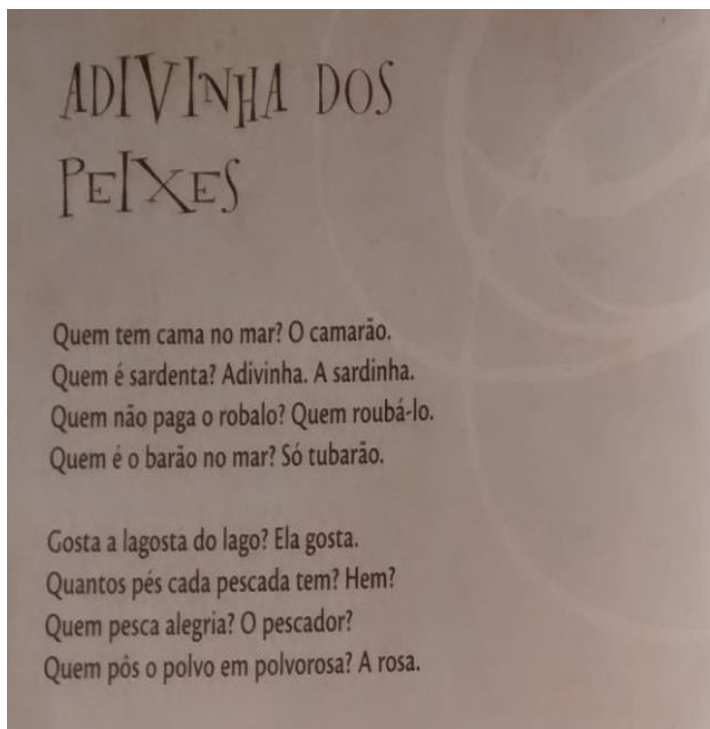 ADIVINHA DOS
PEIXES
Quem tem cama no mar? O camarão.
Quem é sardenta? Adivinha. A sardinha.
Quem não paga o robalo? Quem roubá-lo.
Quem é o barão no mar? Só tubarão.
Gosta a lagosta do lago? Ela gosta.
Quantos pés cada pescada tem? Hem?
Quem pesca alegria? O pescador?
Quem pôs o polvo em polvorosa? A rosa.